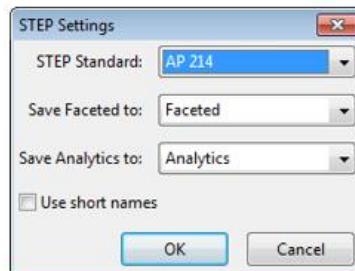 STEP Settings
STEP Standard: AP 214
Save Faceted to: Faceted
Save Analytics to: Analytics
Use short names
OK Cancel